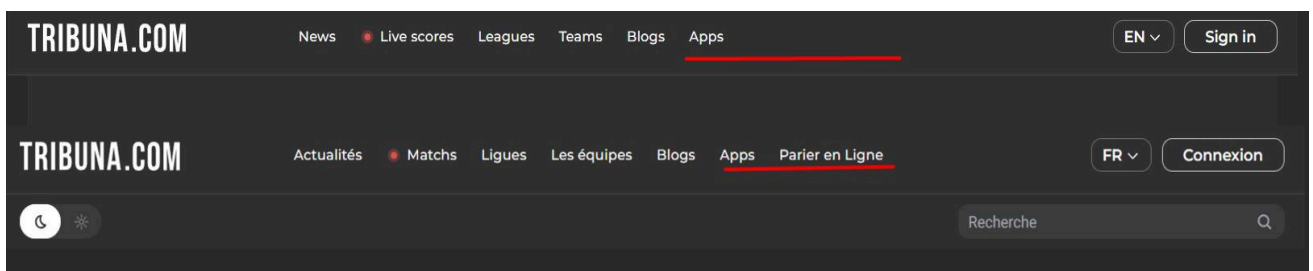 TRIBUNA.COM News Live scores Leagues Teams Blogs Apps EN Sign in
TRIBUNA.COM Actualités Matchs Ligues Les équipes Blogs Apps Parier en Ligne FR Connexion
Recherche